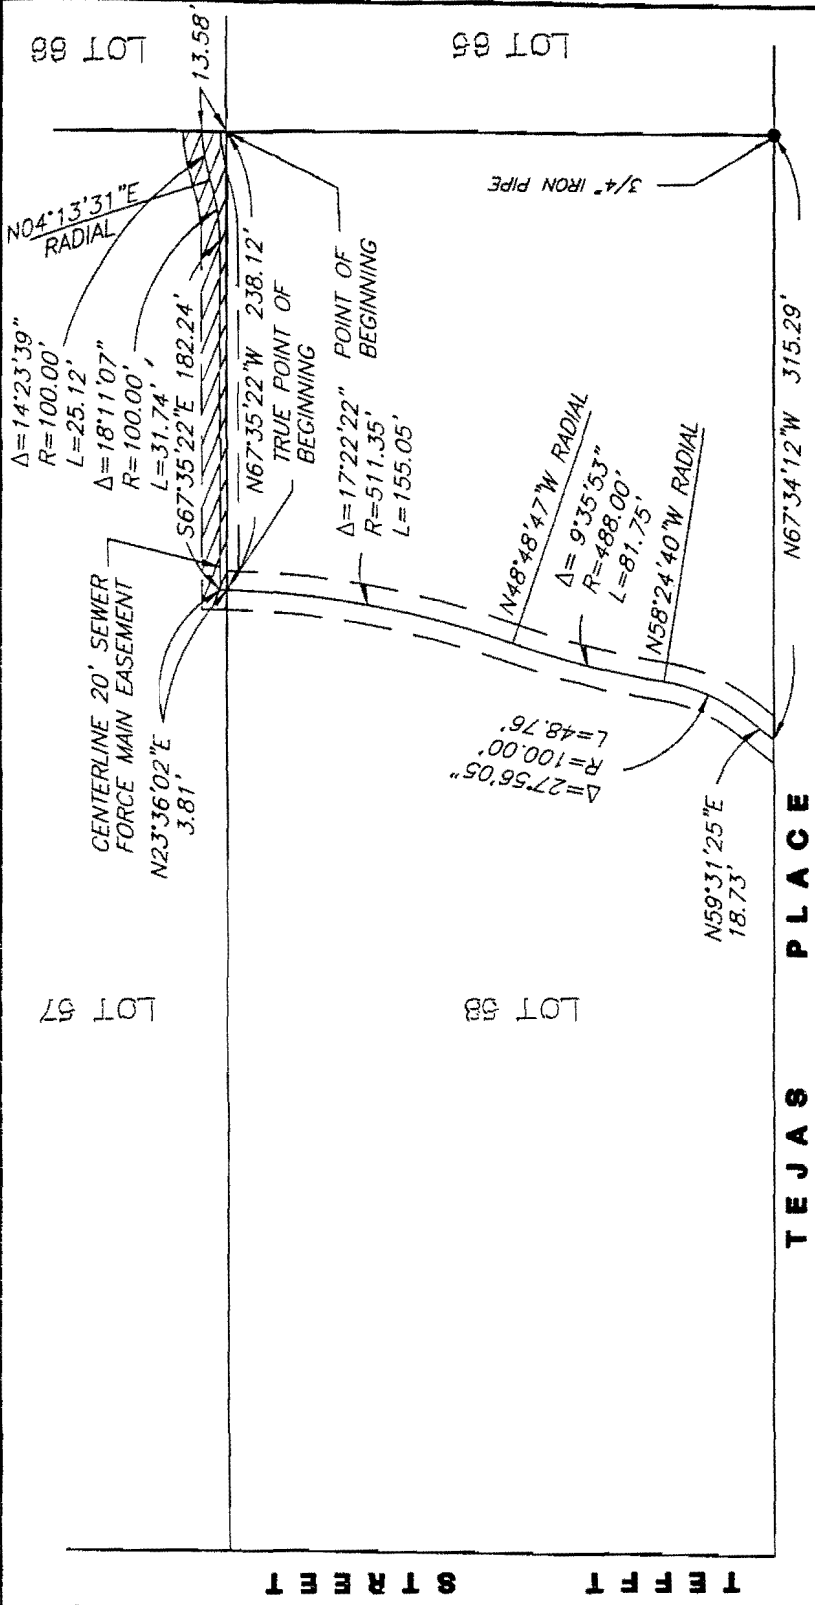 LOT 66
LOT 65
13.58'
N04°13'31"E
RADIAL
Δ=14°23'39"
R=100.00'
L=25.12'
Δ=18°11'07"
R=100.00'
L=31.74'
S67°35'22"E 182.24'
CENTERLINE 20' SEWER
FORCE MAIN EASEMENT
N23°36'02"E
3.81'
N67°35'22"W 238.12'
TRUE POINT OF
BEGINNING
POINT OF
BEGINNING
3/4" IRON PIPE
Δ=17°22'22"
R=511.35'
L=155.05'
N48°48'47"W RADIAL
Δ= 9°35'53"
R=488.00'
L=81.75'
N58°24'40"W RADIAL
Δ=27°56'05"
R=100.00'
L=48.76'
N59°31'25"E
18.73'
N67°34'12"W 315.29'
LOT 57
LOT 58
TEJAS PLACE
TEFFT STREET